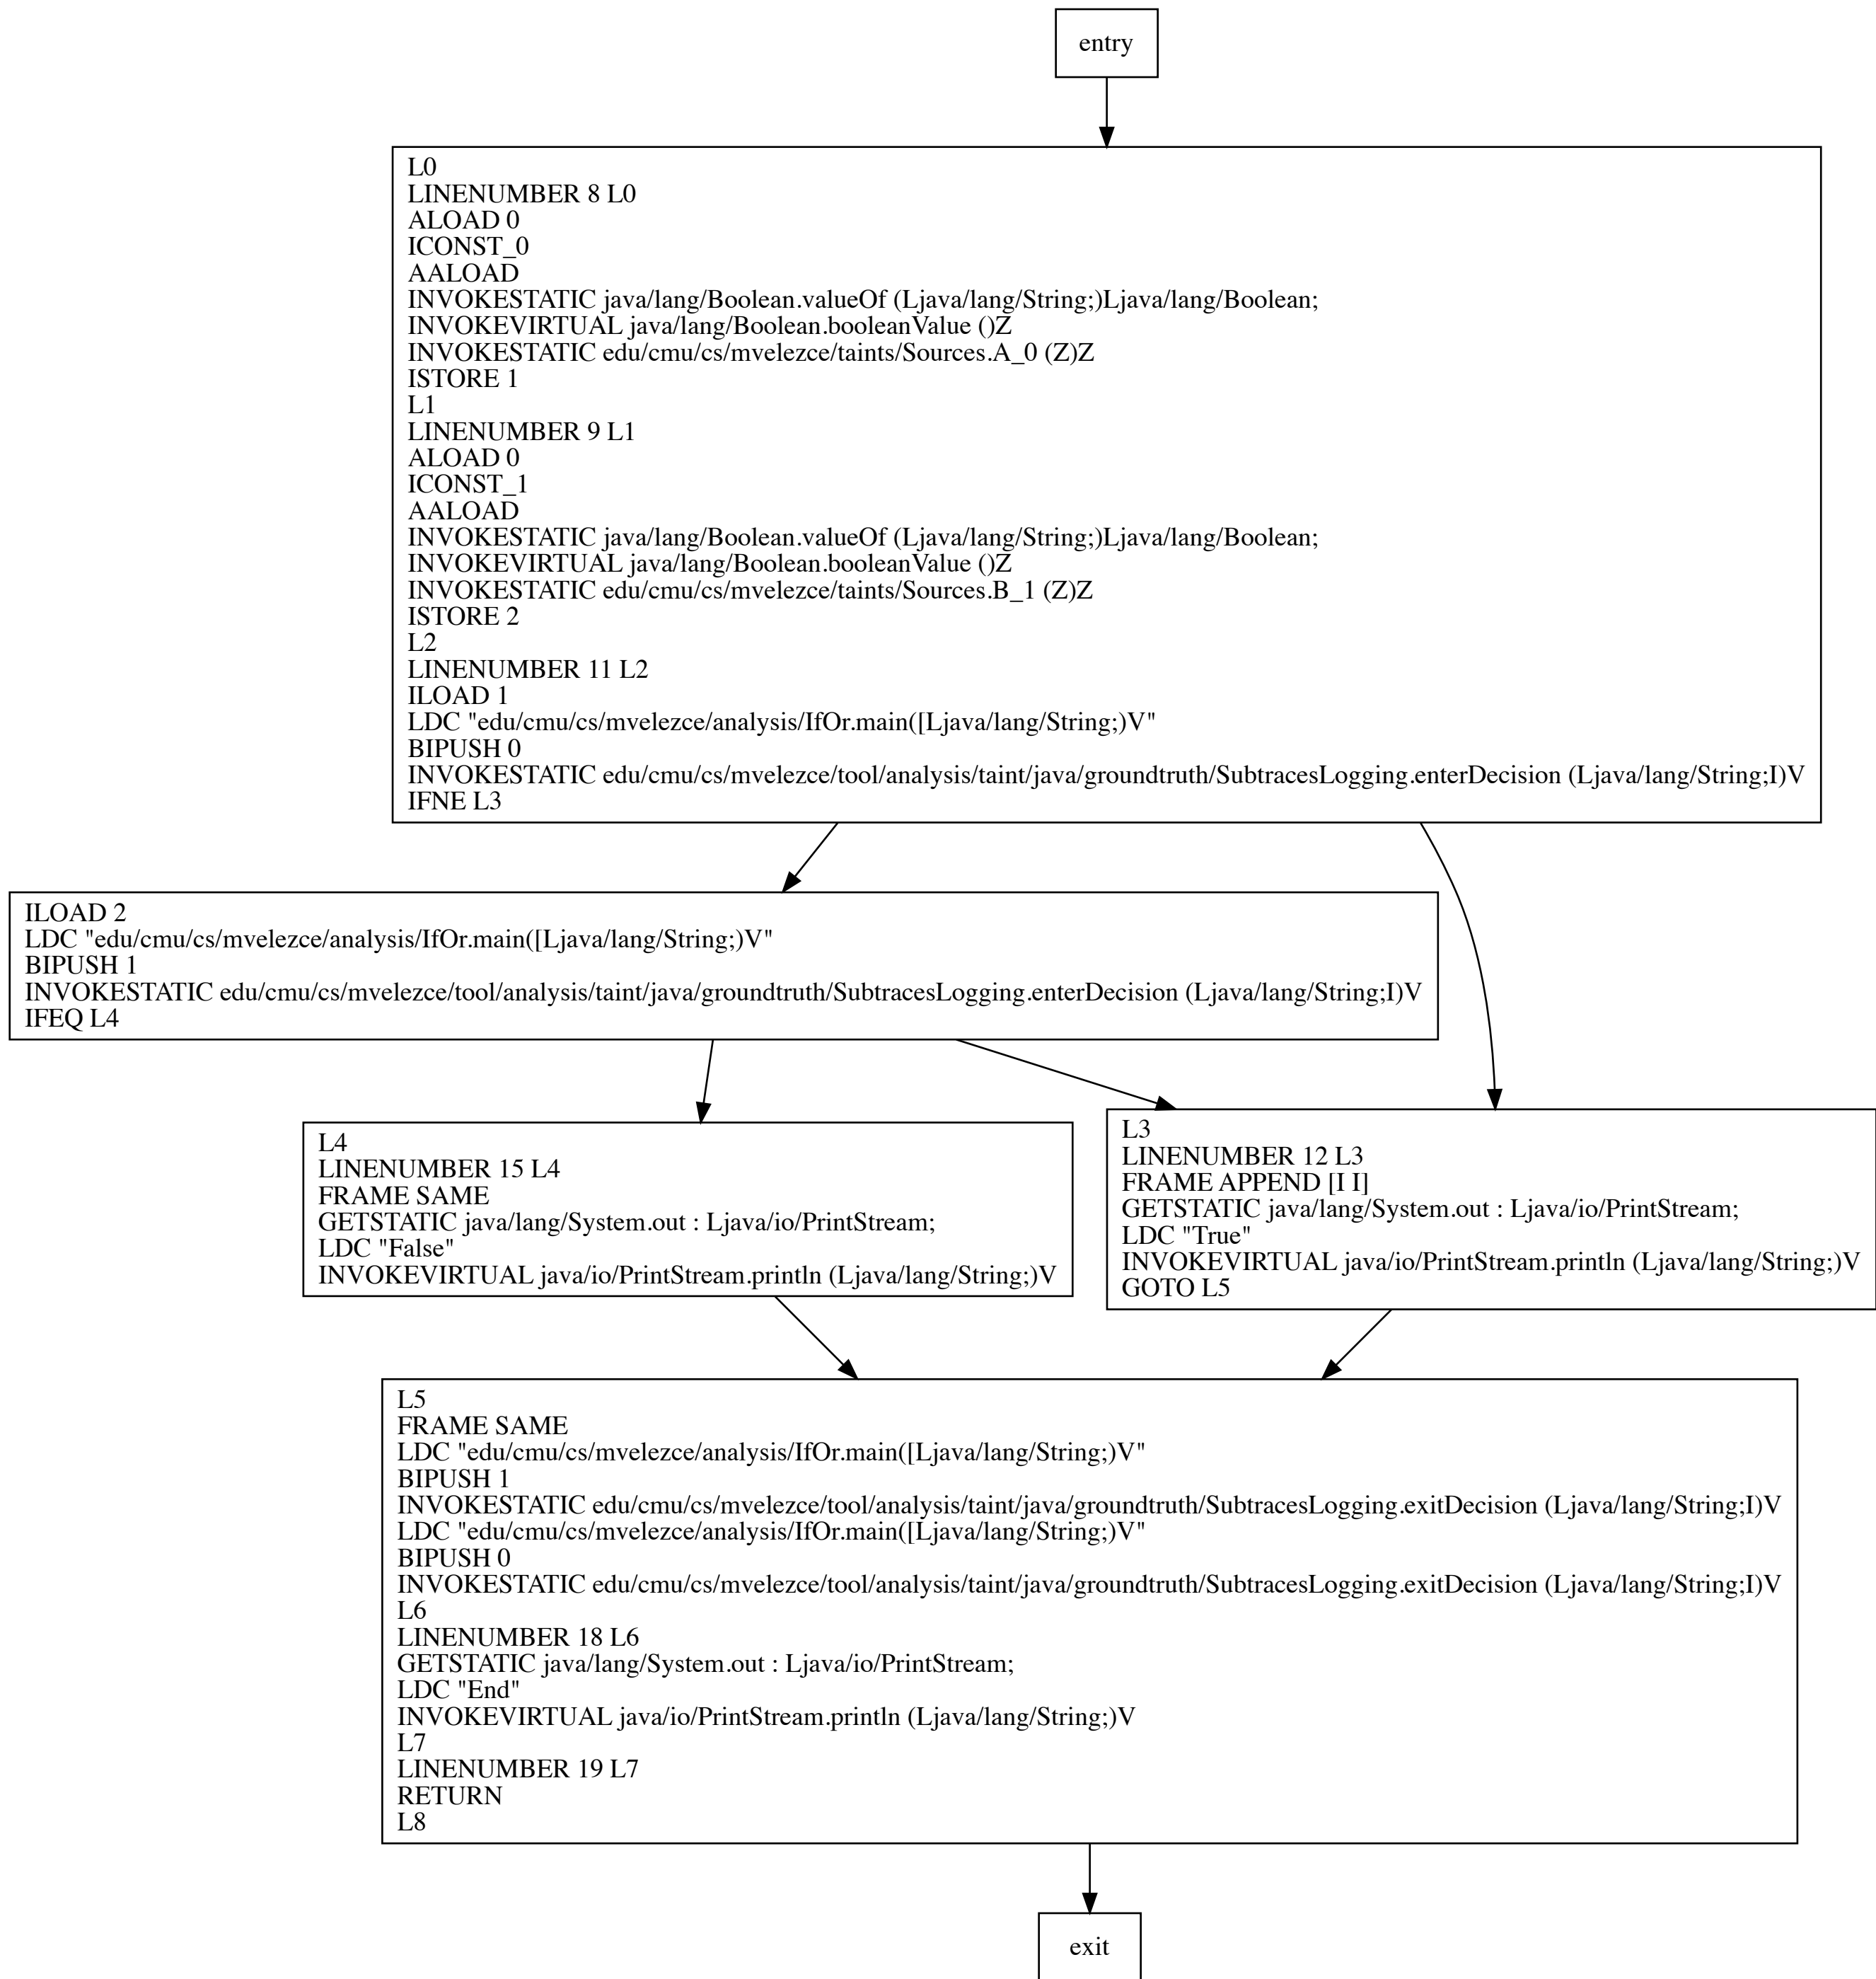 entry
L0
LINENUMBER 8 L0
ALOAD 0
ICONST_0
AALOAD
INVOKESTATIC java/lang/Boolean.valueOf (Ljava/lang/String;)Ljava/lang/Boolean;
INVOKEVIRTUAL java/lang/Boolean.booleanValue ()Z
INVOKESTATIC edu/cmu/cs/mvelezce/taints/Sources.A_0 (Z)Z
ISTORE 1
L1
LINENUMBER 9 L1
ALOAD 0
ICONST_1
AALOAD
INVOKESTATIC java/lang/Boolean.valueOf (Ljava/lang/String;)Ljava/lang/Boolean;
INVOKEVIRTUAL java/lang/Boolean.booleanValue ()Z
INVOKESTATIC edu/cmu/cs/mvelezce/taints/Sources.B_1 (Z)Z
ISTORE 2
L2
LINENUMBER 11 L2
ILOAD 1
LDC "edu/cmu/cs/mvelezce/analysis/IfOr.main([Ljava/lang/String;)V"
BIPUSH 0
INVOKESTATIC edu/cmu/cs/mvelezce/tool/analysis/taint/java/groundtruth/SubtracesLogging.enterDecision (Ljava/lang/String;I)V
IFNE L3
ILOAD 2
LDC "edu/cmu/cs/mvelezce/analysis/IfOr.main([Ljava/lang/String;)V"
BIPUSH 1
INVOKESTATIC edu/cmu/cs/mvelezce/tool/analysis/taint/java/groundtruth/SubtracesLogging.enterDecision (Ljava/lang/String;I)V
IFEQ L4
L4
LINENUMBER 15 L4
FRAME SAME
GETSTATIC java/lang/System.out : Ljava/io/PrintStream;
LDC "False"
INVOKEVIRTUAL java/io/PrintStream.println (Ljava/lang/String;)V
L3
LINENUMBER 12 L3
FRAME APPEND [I I]
GETSTATIC java/lang/System.out : Ljava/io/PrintStream;
LDC "True"
INVOKEVIRTUAL java/io/PrintStream.println (Ljava/lang/String;)V
GOTO L5
L5
FRAME SAME
LDC "edu/cmu/cs/mvelezce/analysis/IfOr.main([Ljava/lang/String;)V"
BIPUSH 1
INVOKESTATIC edu/cmu/cs/mvelezce/tool/analysis/taint/java/groundtruth/SubtracesLogging.exitDecision (Ljava/lang/String;I)V
LDC "edu/cmu/cs/mvelezce/analysis/IfOr.main([Ljava/lang/String;)V"
BIPUSH 0
INVOKESTATIC edu/cmu/cs/mvelezce/tool/analysis/taint/java/groundtruth/SubtracesLogging.exitDecision (Ljava/lang/String;I)V
L6
LINENUMBER 18 L6
GETSTATIC java/lang/System.out : Ljava/io/PrintStream;
LDC "End"
INVOKEVIRTUAL java/io/PrintStream.println (Ljava/lang/String;)V
L7
LINENUMBER 19 L7
RETURN
L8
exit